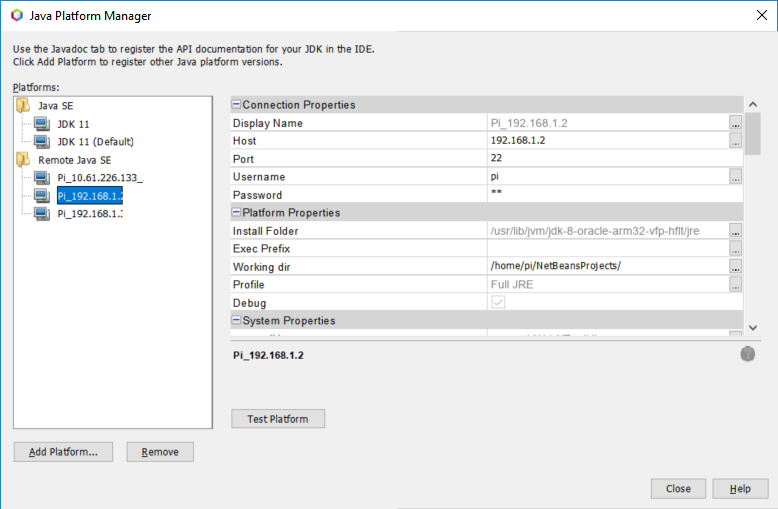 Java Platform Manager
Use the Javadoc tab to register the API documentation for your JDK in the IDE.
Click Add Platform to register other Java platform versions.
Platforms:
Java SE
JDK 11
JDK 11 (Default)
Remote Java SE
Pi_10.61.226.133_
Pi_192.168.1.2
Pi_192.168.1.3
Connection Properties
Display Name Pi_192.168.1.2 ...
Host 192.168.1.2 ...
Port 22
Username pi ...
Password **
Platform Properties
Install Folder /usr/lib/jvm/jdk-8-oracle-arm32-vfp-hflt/jre ...
Exec Prefix ...
Working dir /home/pi/NetBeansProjects/ ...
Profile Full JRE ...
Debug
System Properties
Pi_192.168.1.2
?
Test Platform
Add Platform...
Remove
Close
Help